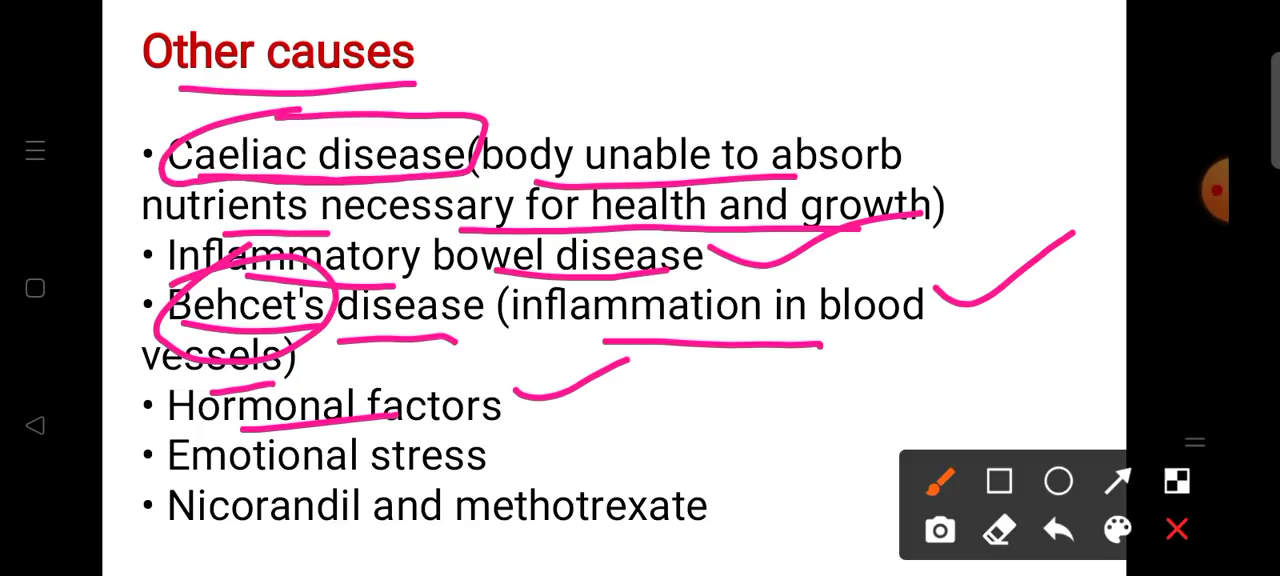 Other causes
• Caeliac disease(body unable to absorb
nutrients necessary for health and growth)
• Inflammatory bowel disease
• Behcet's disease (inflammation in blood
vessels)
• Hormonal factors
• Emotional stress
• Nicorandil and methotrexate